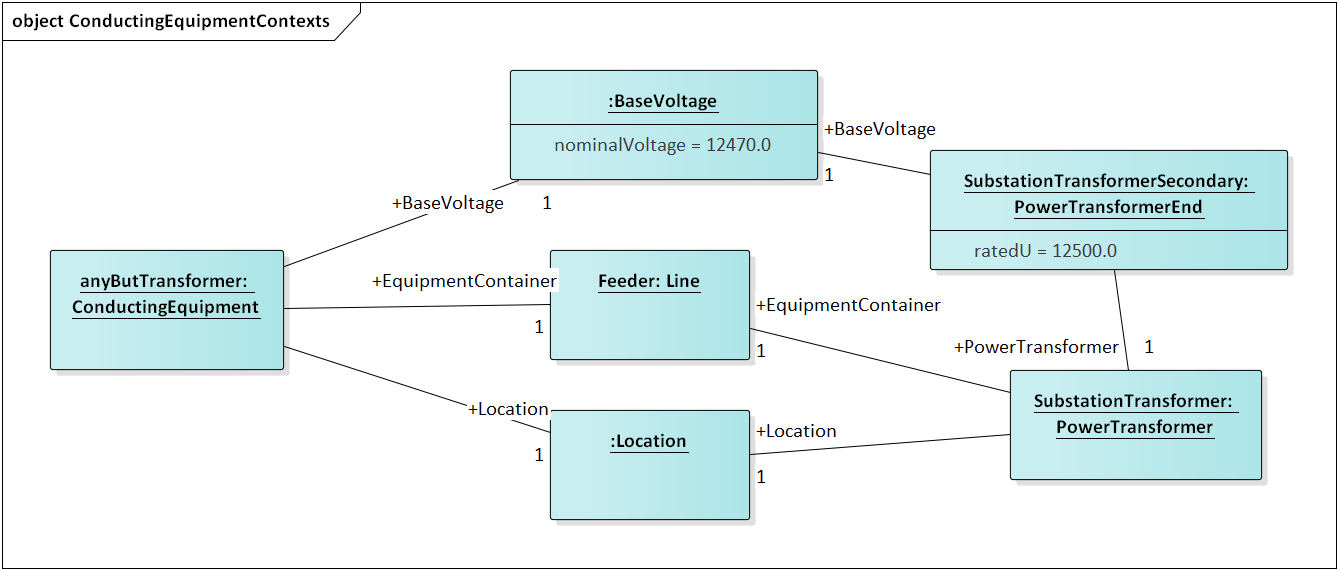 object ConductingEquipmentContexts
:BaseVoltage
nominalVoltage = 12470.0
+BaseVoltage
1
SubstationTransformerSecondary:
PowerTransformerEnd
ratedU = 12500.0
+BaseVoltage
1
anyButTransformer:
ConductingEquipment
+EquipmentContainer
1
Feeder: Line
+EquipmentContainer
1
+PowerTransformer
1
SubstationTransformer:
PowerTransformer
+Location
1
:Location
+Location
1